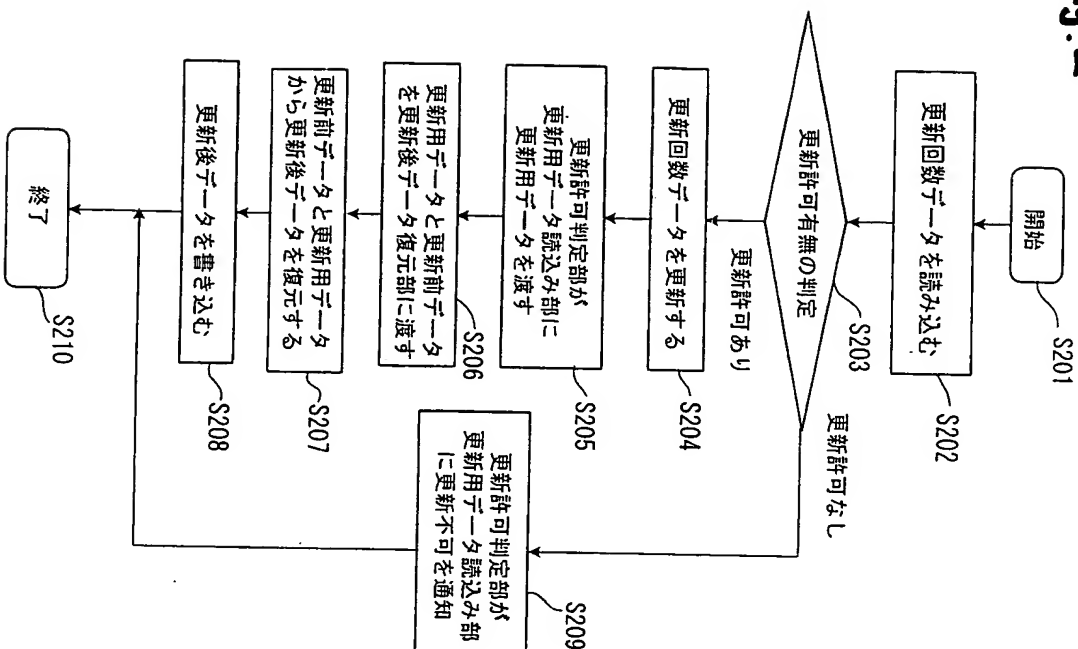 開始
S201
更新回数データを読み込む
S202
更新許可有無の判定
S203
更新許可あり
更新許可なし
更新回数データを更新する
S204
更新許可判定部が
更新用データ読込み部に
更新用データを渡す
S205
更新用データと更新前データ
を更新後データ復元部に渡す
S206
更新前データと更新用データ
から更新後データを復元する
S207
更新後データを書き込む
S208
更新許可判定部が
更新用データ読込み部
に更新不可を通知
S209
終了
S210